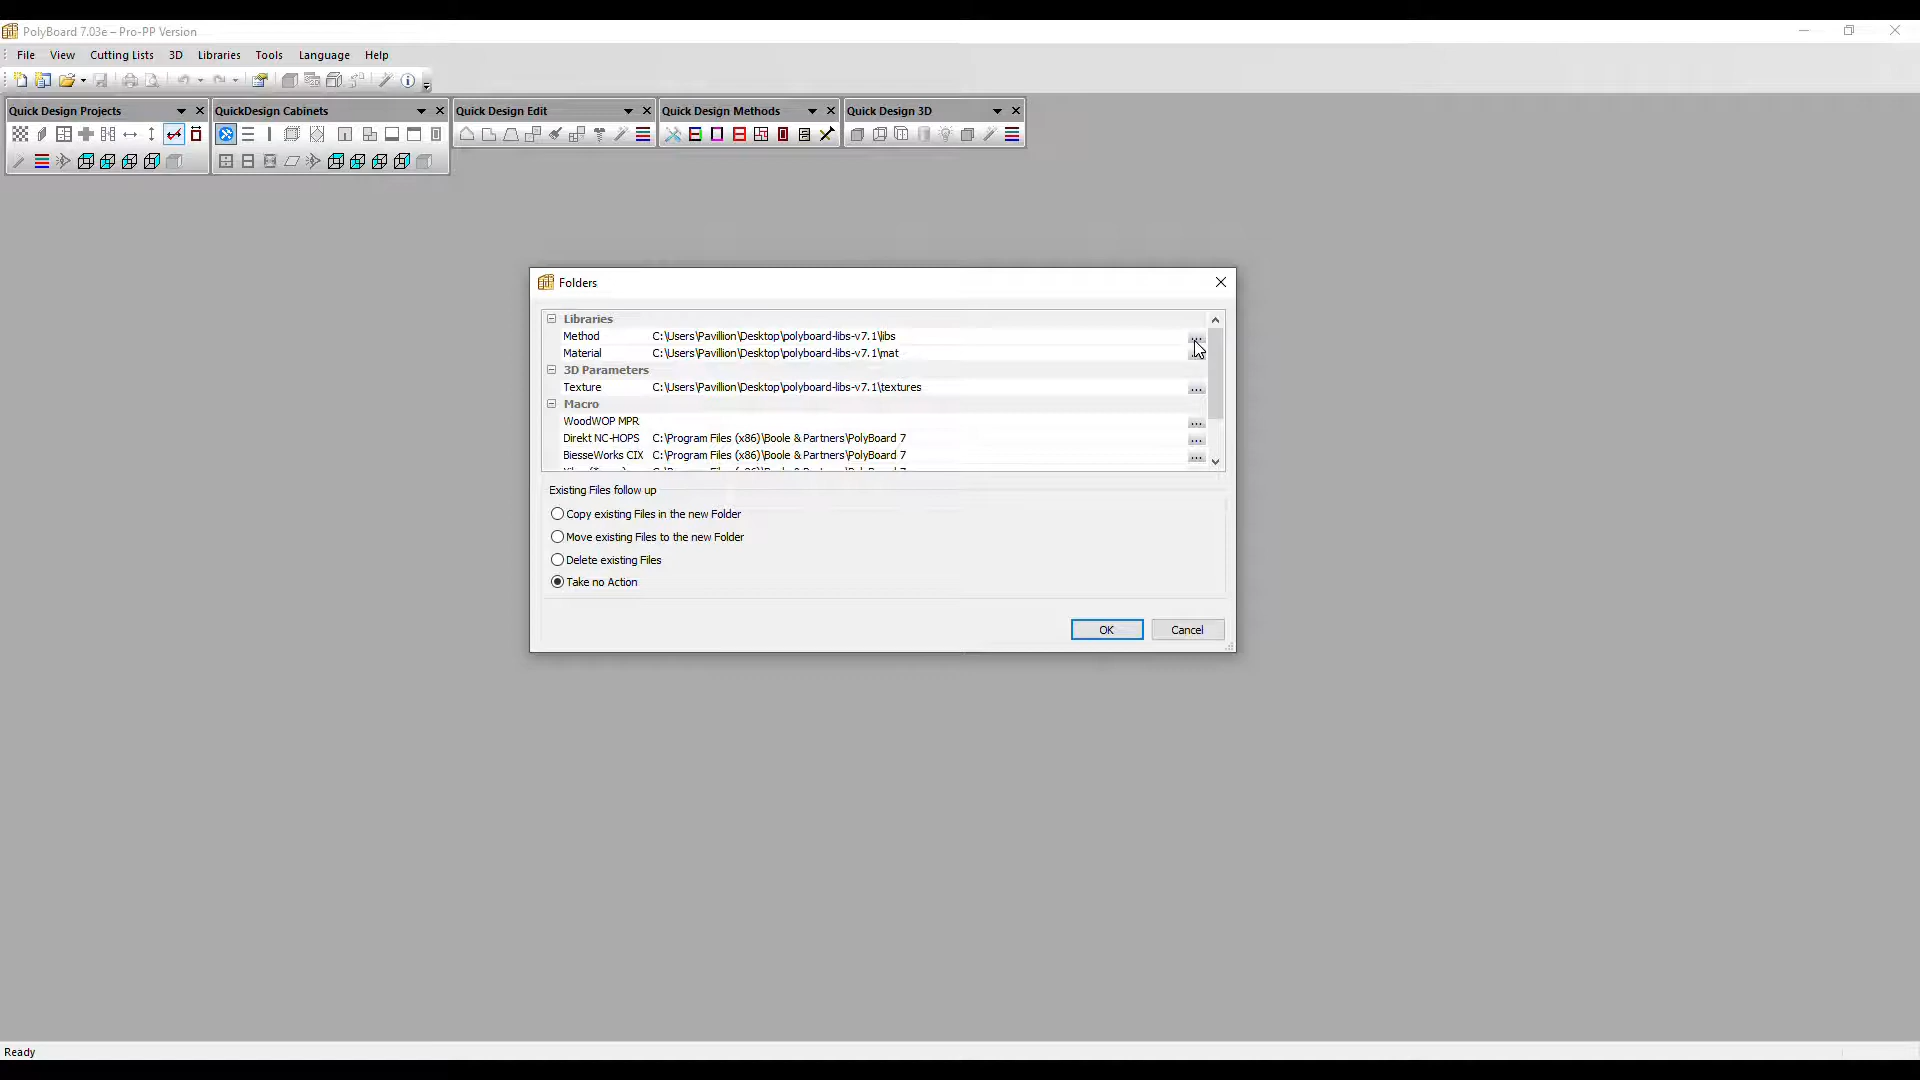 PolyBoard 7.03e – Pro-PP Version
File View Cutting Lists 3D Libraries Tools Language Help
Quick Design Projects QuickDesign Cabinets Quick Design Edit Quick Design Methods Quick Design 3D
Folders
Libraries
Method C:\Users\Pavillion\Desktop\polyboard-libs-v7.1\libs ...
Material C:\Users\Pavillion\Desktop\polyboard-libs-v7.1\mat
3D Parameters
Texture C:\Users\Pavillion\Desktop\polyboard-libs-v7.1\textures ...
Macro
WoodWOP MPR ...
Direkt NC-HOPS C:\Program Files (x86)\Boole & Partners\PolyBoard 7 ...
BiesseWorks CIX C:\Program Files (x86)\Boole & Partners\PolyBoard 7 ...
Existing Files follow up
Copy existing Files in the new Folder
Move existing Files to the new Folder
Delete existing Files
Take no Action
OK Cancel
Ready